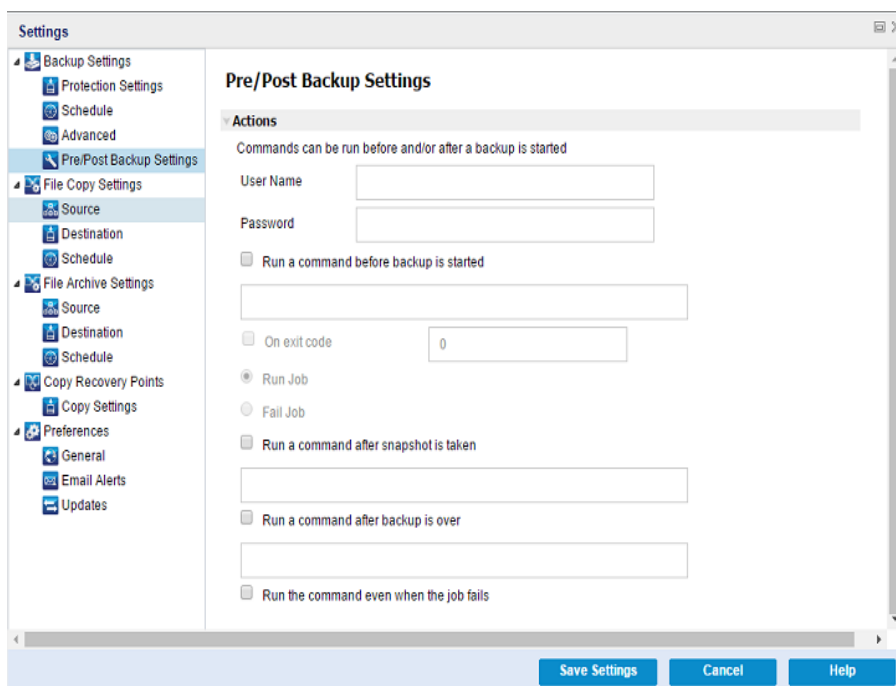 Settings
Backup Settings
Protection Settings
Schedule
Advanced
Pre/Post Backup Settings
File Copy Settings
Source
Destination
Schedule
File Archive Settings
Source
Destination
Schedule
Copy Recovery Points
Copy Settings
Preferences
General
Email Alerts
Updates
Pre/Post Backup Settings
Actions
Commands can be run before and/or after a backup is started
User Name
Password
Run a command before backup is started
On exit code
0
Run Job
Fail Job
Run a command after snapshot is taken
Run a command after backup is over
Run the command even when the job fails
Save Settings
Cancel
Help